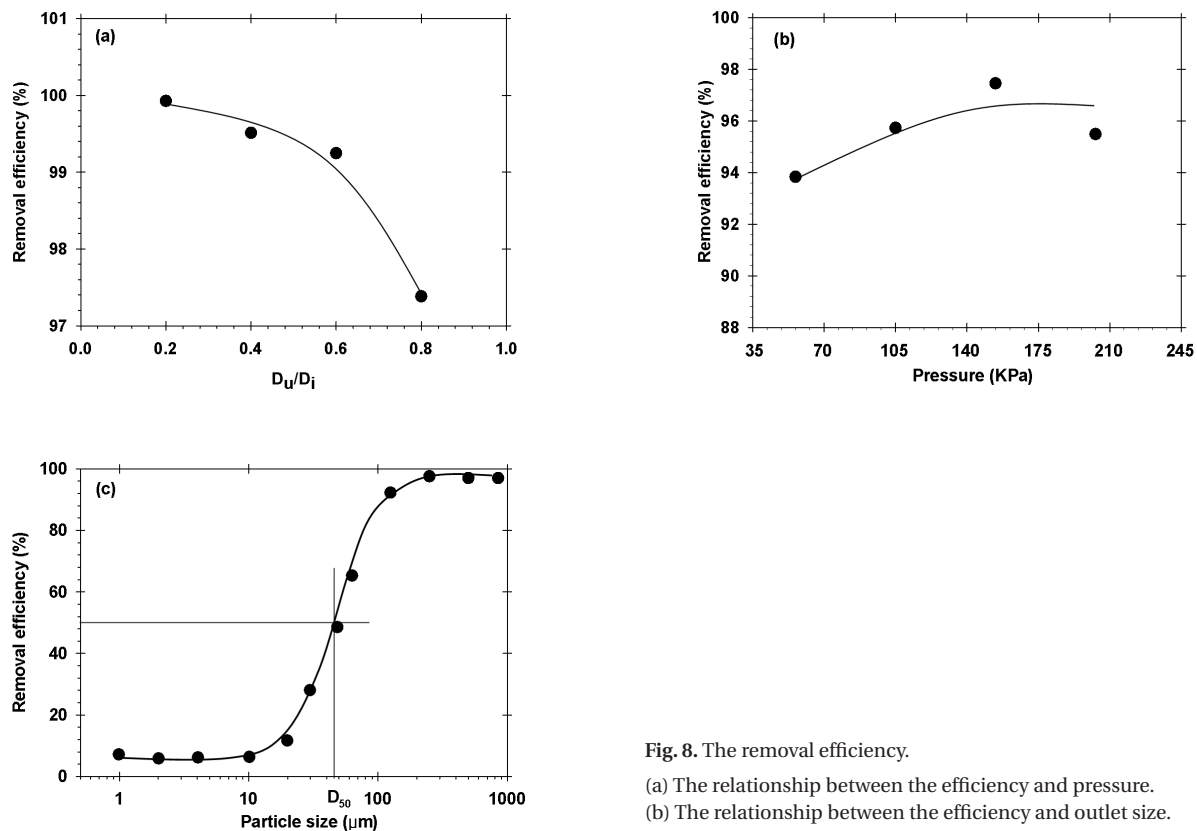 (a)
101
100
99
98
97
0.0 0.2 0.4 0.6 0.8 1.0
Removal efficiency (%)
Du/Di
(b)
100
98
96
94
92
90
88
35 70 105 140 175 210 245
Removal efficiency (%)
Pressure (KPa)
(c)
100
80
60
40
20
0
1 10 D50 100 1000
Removal efficiency (%)
Particle size (μm)
Fig. 8. The removal efficiency.
(a) The relationship between the efficiency and pressure.
(b) The relationship between the efficiency and outlet size.